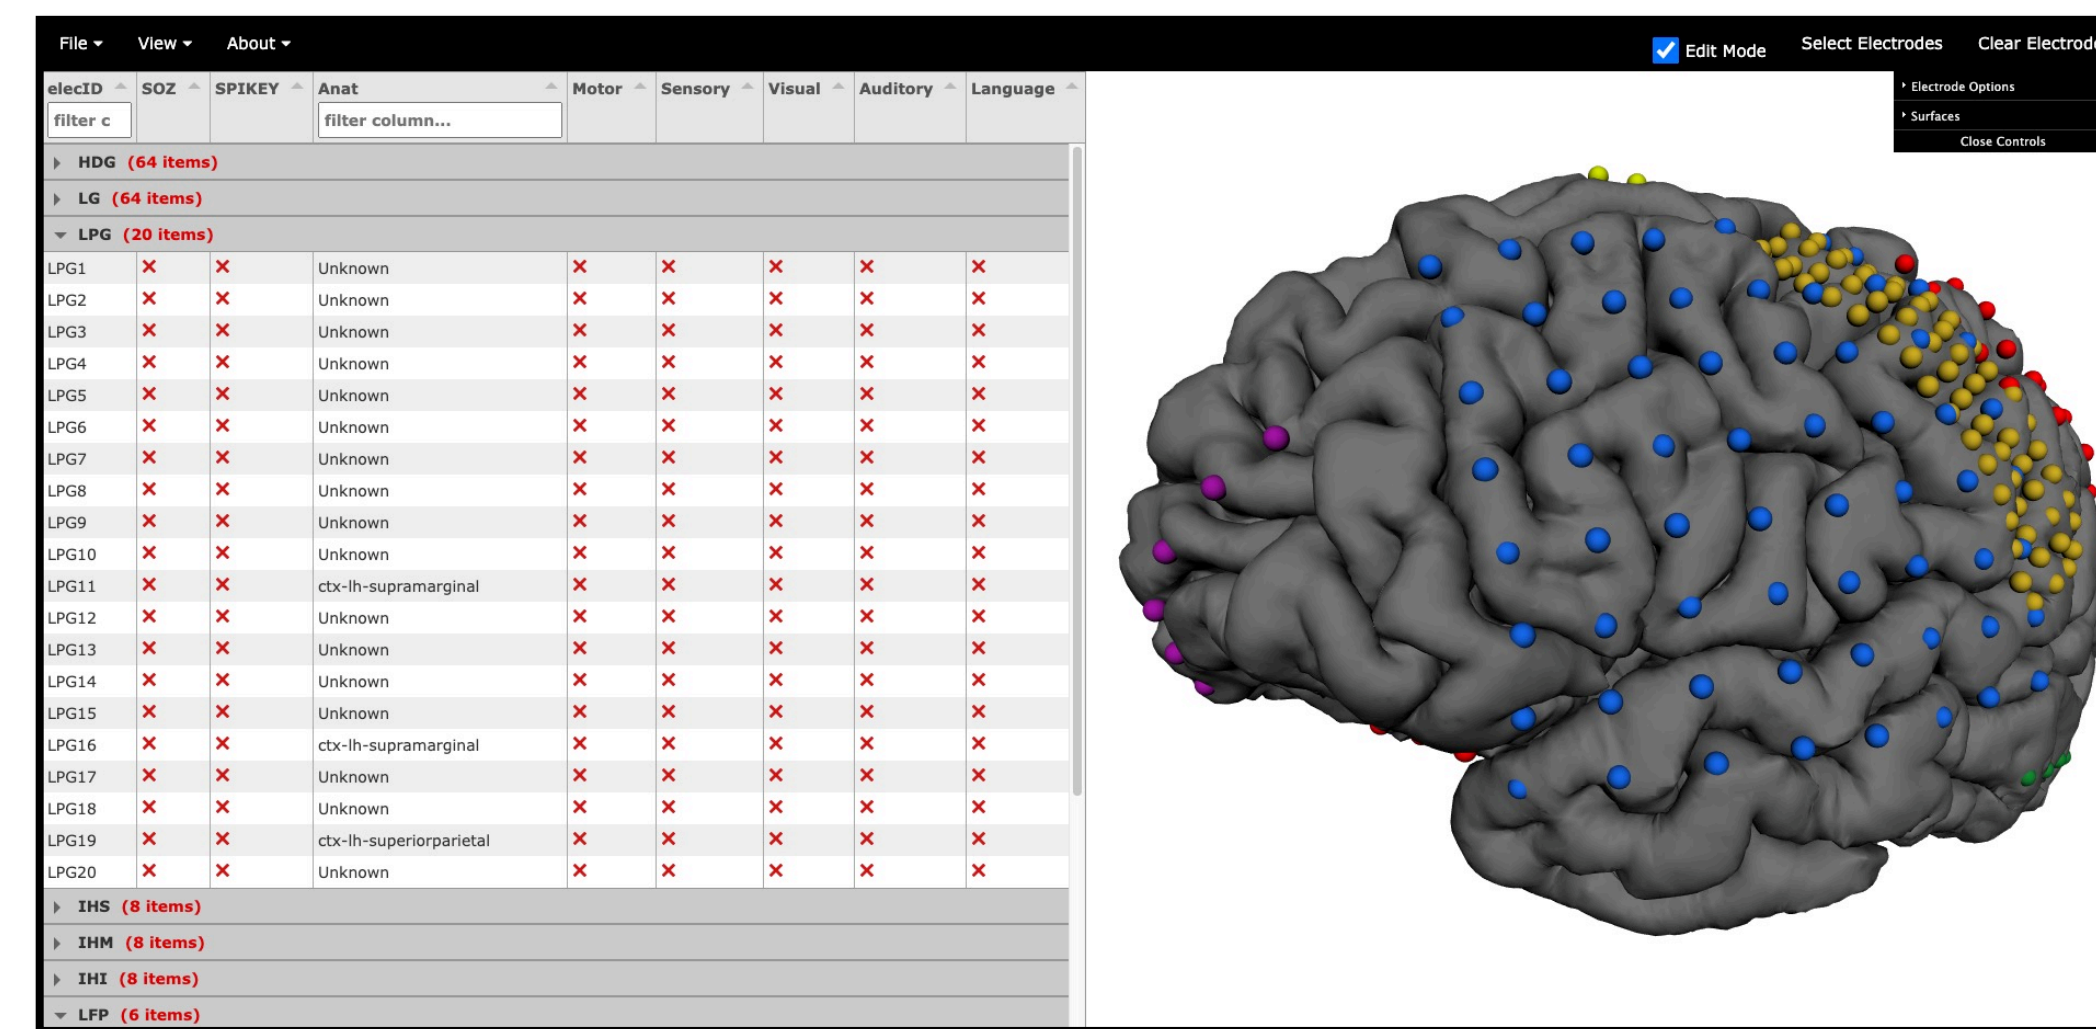 File View About Edit Mode Select Electrodes Clear Electrod
elecID SOZ SPIKEY Anat Motor Sensory Visual Auditory Language
filter c filter column...
Electrode Options
Surfaces
Close Controls
HDG (64 items)
LG (64 items)
LPG (20 items)
LPG1 Unknown
LPG2 Unknown
LPG3 Unknown
LPG4 Unknown
LPG5 Unknown
LPG6 Unknown
LPG7 Unknown
LPG8 Unknown
LPG9 Unknown
LPG10 Unknown
LPG11 ctx-lh-supramarginal
LPG12 Unknown
LPG13 Unknown
LPG14 Unknown
LPG15 Unknown
LPG16 ctx-lh-supramarginal
LPG17 Unknown
LPG18 Unknown
LPG19 ctx-lh-superiorparietal
LPG20 Unknown
IHS (8 items)
IHM (8 items)
IHI (8 items)
LFP (6 items)